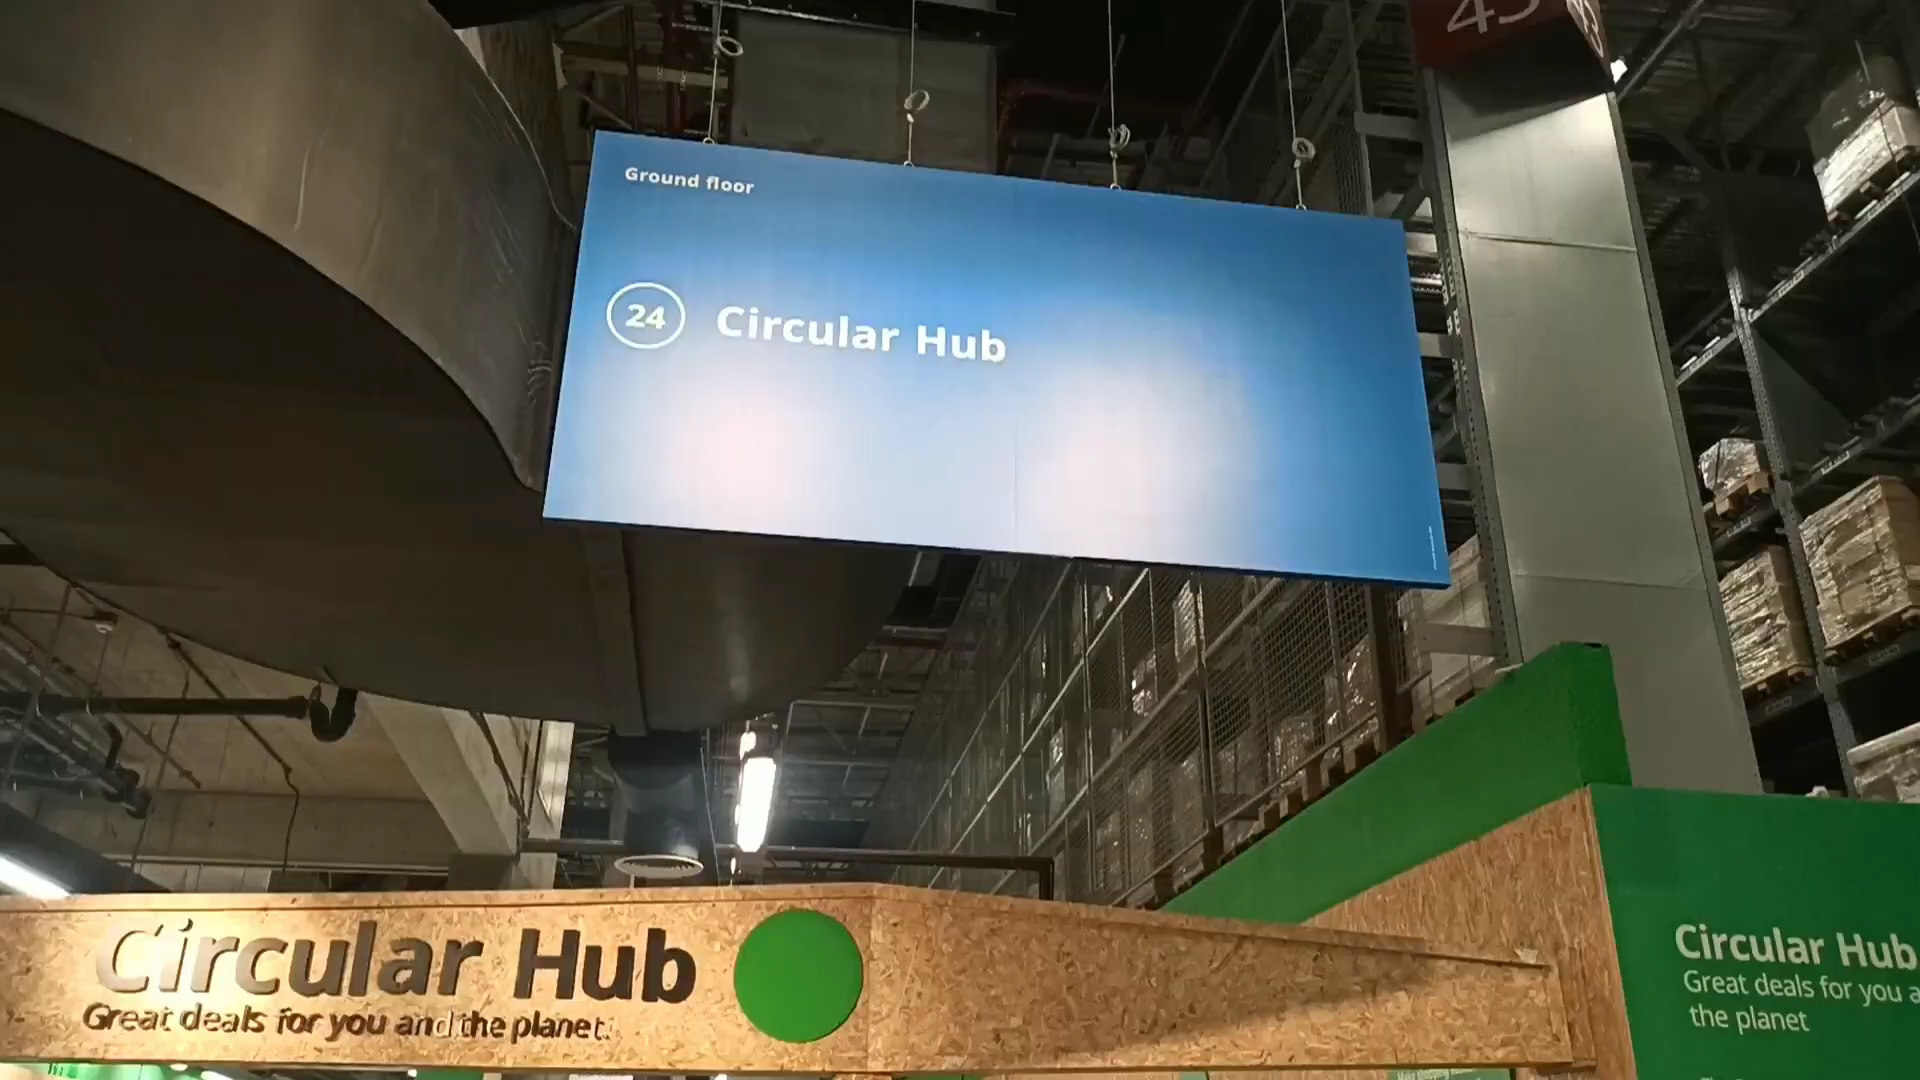 Ground floor
24 Circular Hub
Circular Hub
Great deals for you and the planet.
Circular Hub
Great deals for you a
the planet